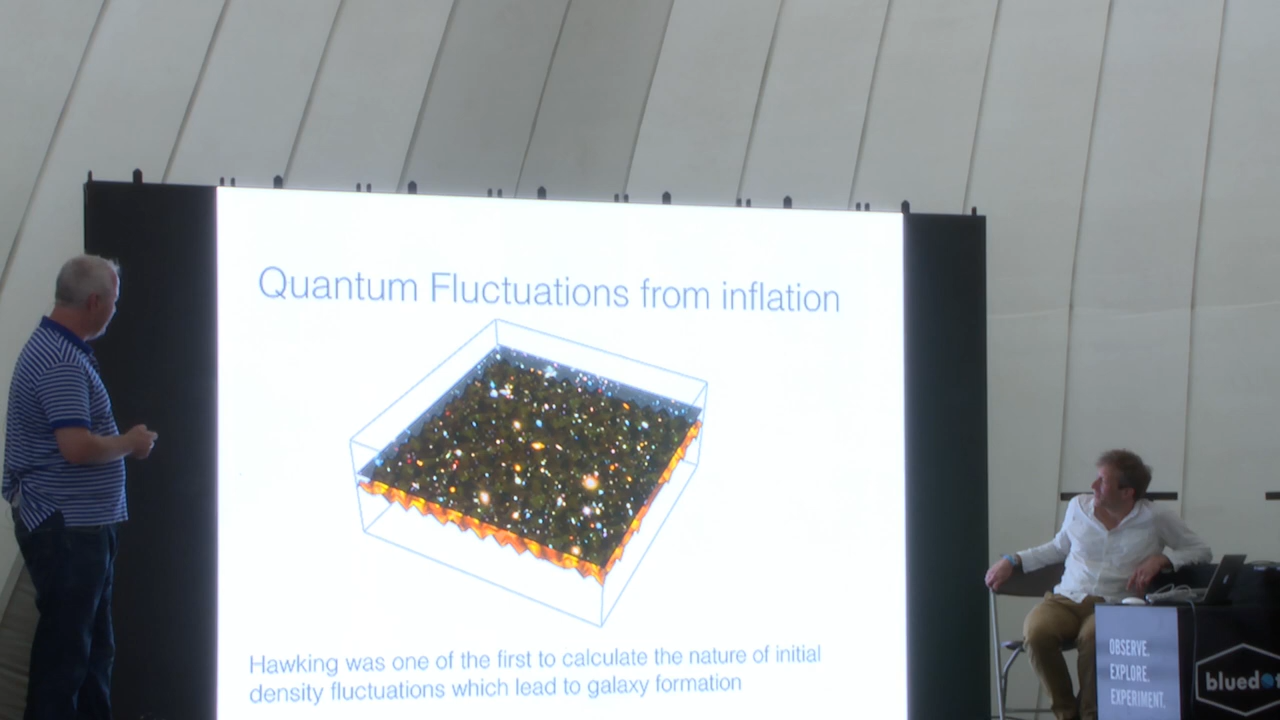 Quantum Fluctuations from inflation
Hawking was one of the first to calculate the nature of initial
density fluctuations which lead to galaxy formation
OBSERVE.
EXPLORE.
EXPERIMENT.
bluedot